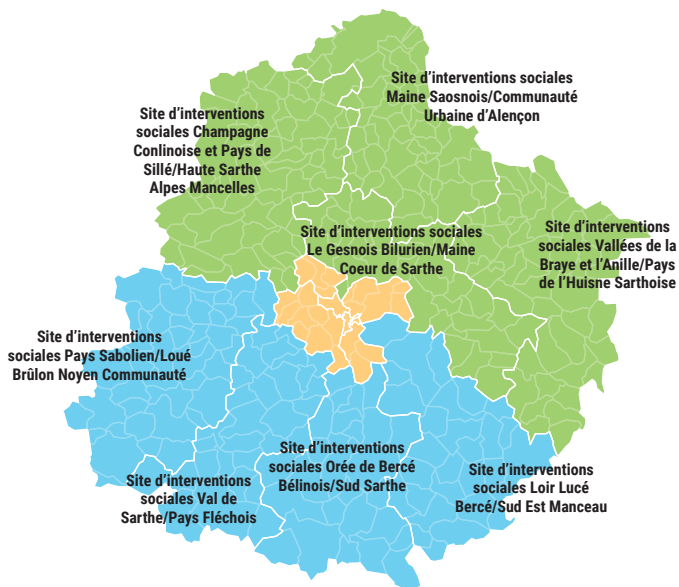 Site d'interventions sociales
Maine Saosnois/Communauté
Urbaine d'Alençon
Site d'interventions
sociales Champagne
Conlinoise et Pays de
Sillé/Haute Sarthe
Alpes Mancelles
Site d'interventions sociales
Le Gesnois Bilurien/Maine
Coeur de Sarthe
Site d'interventions
sociales Vallées de la
Braye et l'Anille/Pays
de l'Huisne Sarthoise
Site d'interventions
sociales Pays Sabolien/Loué
Brûlon Noyen Communauté
Site d'interventions
sociales Orée de Bercé
Bélinois/Sud Sarthe
Site d'interventions
sociales Val de
Sarthe/Pays Fléchois
Site d'interventions
sociales Loir Lucé
Bercé/Sud Est Manceau